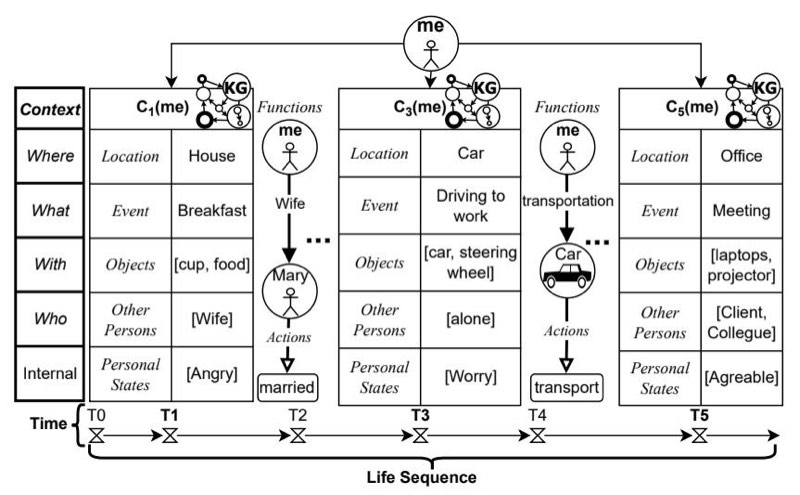 me
Context
Where
What
With
Who
Internal
C1(me)
KG
Location
House
Event
Breakfast
Objects
[cup, food]
Other
Persons
[Wife]
Personal
States
[Angry]
Functions
me
Wife
...
Mary
Actions
married
C3(me)
KG
Location
Car
Event
Driving to
work
Objects
[car, steering
wheel]
Other
Persons
[alone]
Personal
States
[Worry]
Functions
me
transportation
...
Car
Actions
transport
C5(me)
KG
Location
Office
Event
Meeting
Objects
[laptops,
projector]
Other
Persons
[Client,
Collegue]
Personal
States
[Agreable]
Time
T0
T1
T2
T3
T4
T5
Life Sequence